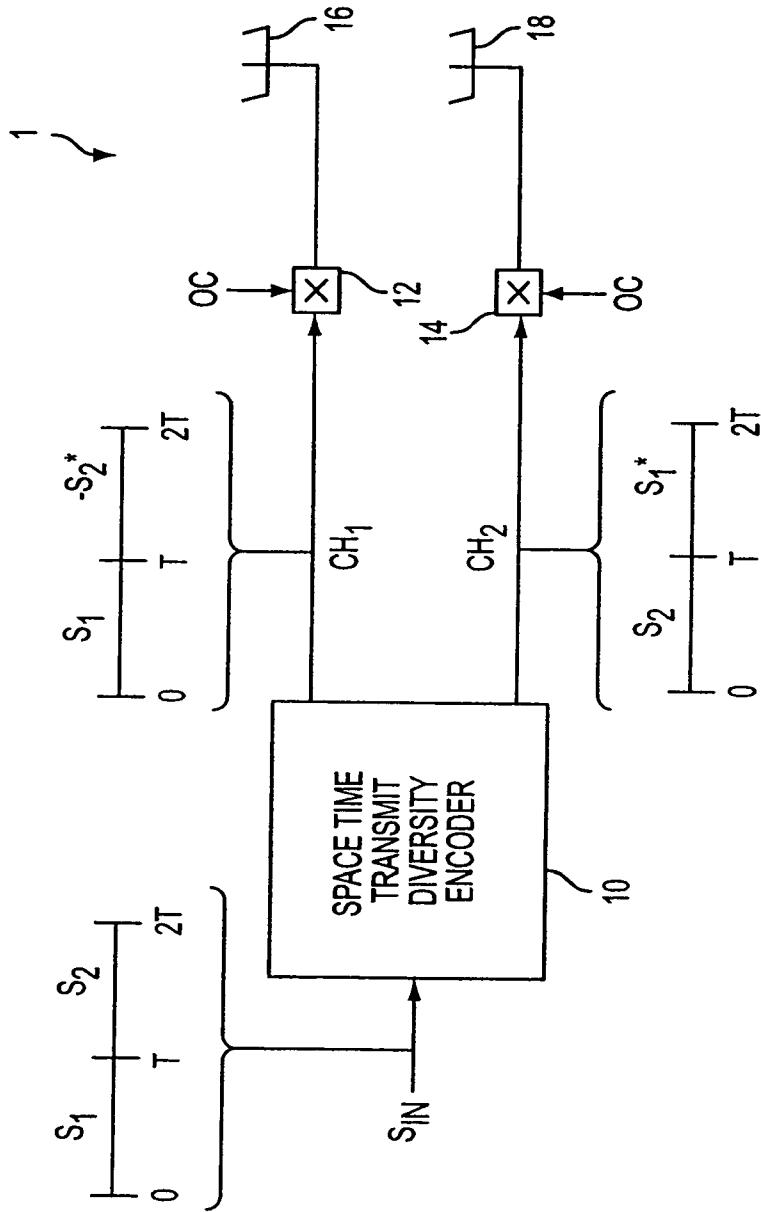 1
S1 S2
0 T 2T
SIN
SPACE TIME
TRANSMIT
DIVERSITY
ENCODER
10
S1 -S2*
0 T 2T
CH1
OC
12
16
CH2
14
OC
18
S2 S1*
0 T 2T